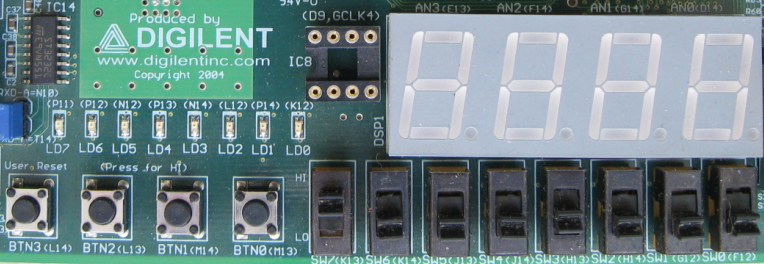 C37
IC14
Produced by
DIGILENT
www.digilentinc.com
Copyright 2004
(D9,GCLK4)
IC8
AN3(E13) AN2(F14) AN1(G14) AN0(D14)
C38
RXD-A=N10)
(P11) (P12) (N12) (P13) (N14) (L12) (P14) (K12)
LD7 LD6 LD5 LD4 LD3 LD2 LD1 LD0
DSP1
User Reset (Press for HI)
HI
LO
BTN3(L14) BTN2(L13) BTN1(M14) BTN0(M13)
SW7(K13) SW6(K14) SW5(J13) SW4(J14) SW3(H13) SW2(H14) SW1(G12) SW0(F12)